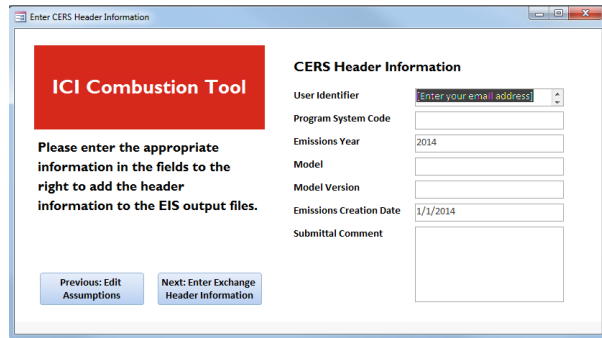 Enter CERS Header Information
ICI Combustion Tool
Please enter the appropriate
information in the fields to the
right to add the header
information to the EIS output files.
Previous: Edit
Assumptions
Next: Enter Exchange
Header Information
CERS Header Information
User Identifier
[Enter your email address]
Program System Code
Emissions Year
2014
Model
Model Version
Emissions Creation Date
1/1/2014
Submittal Comment